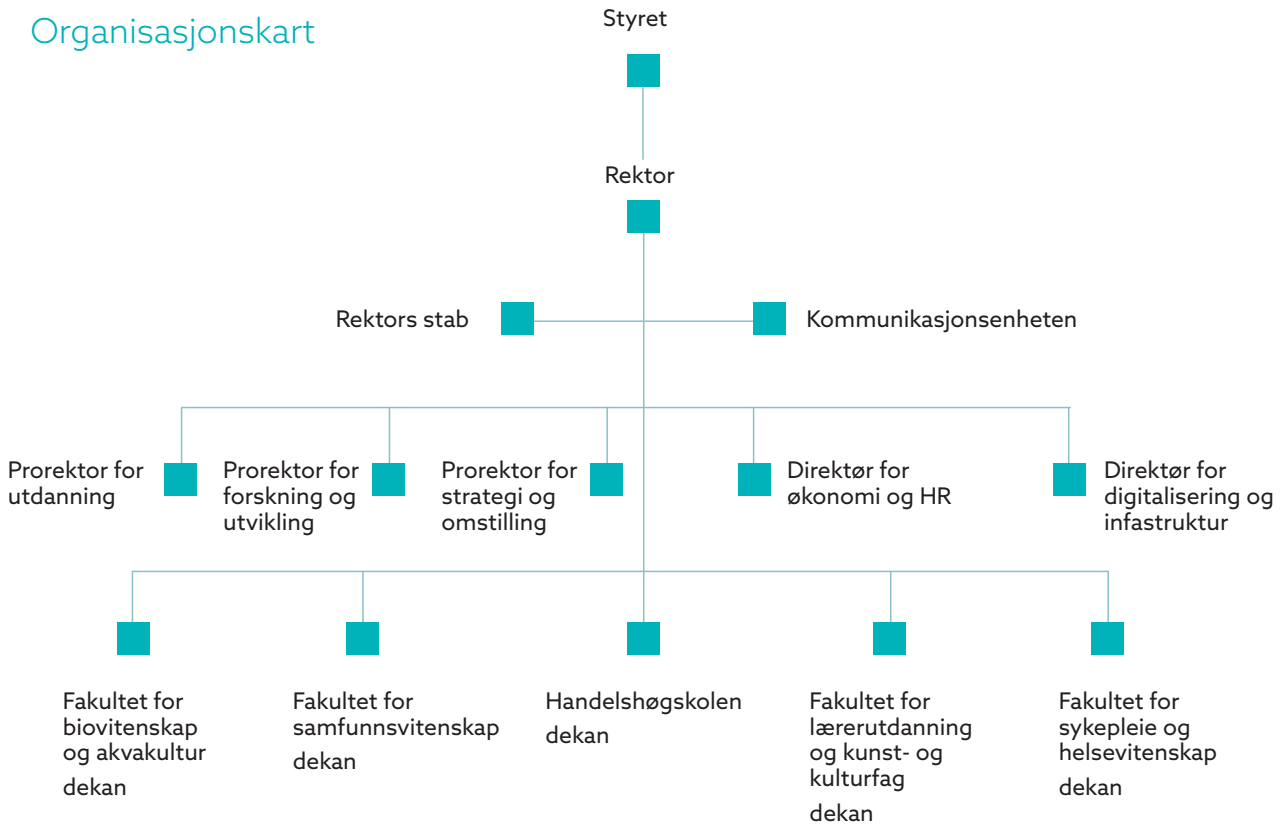 Organisasjonskart
Styret
Rektor
Rektors stab
Kommunikasjonsenheten
Prorektor for
utdanning
Prorektor for
forskning og
utvikling
Prorektor for
strategi og
omstilling
Direktør for
økonomi og HR
Direktør for
digitalisering og
infastruktur
Fakultet for
biovitenskap
og akvakultur
dekan
Fakultet for
samfunnsvitenskap
dekan
Handelshøgskolen
dekan
Fakultet for
lærerutdanning
og kunst- og
kulturfag
dekan
Fakultet for
sykepleie og
helsevitenskap
dekan